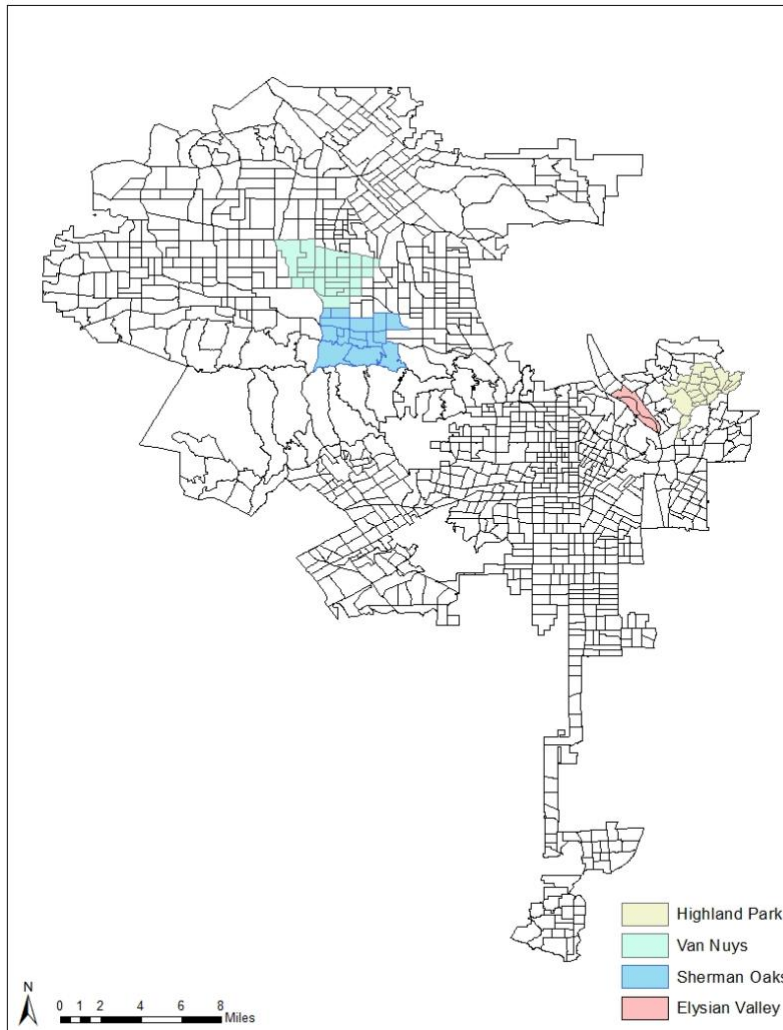 Highland Park
Van Nuys
Sherman Oaks
Elysian Valley
N
0 1 2 4 6 8
Miles